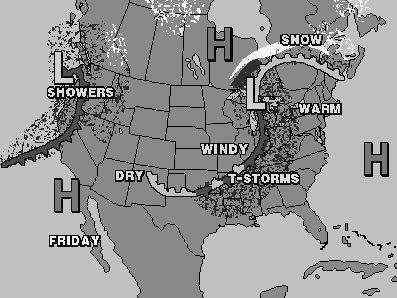 H
SNOW
L
SHOWERS
L
WARM
WINDY
H
DRY
T-STORMS
H
FRIDAY